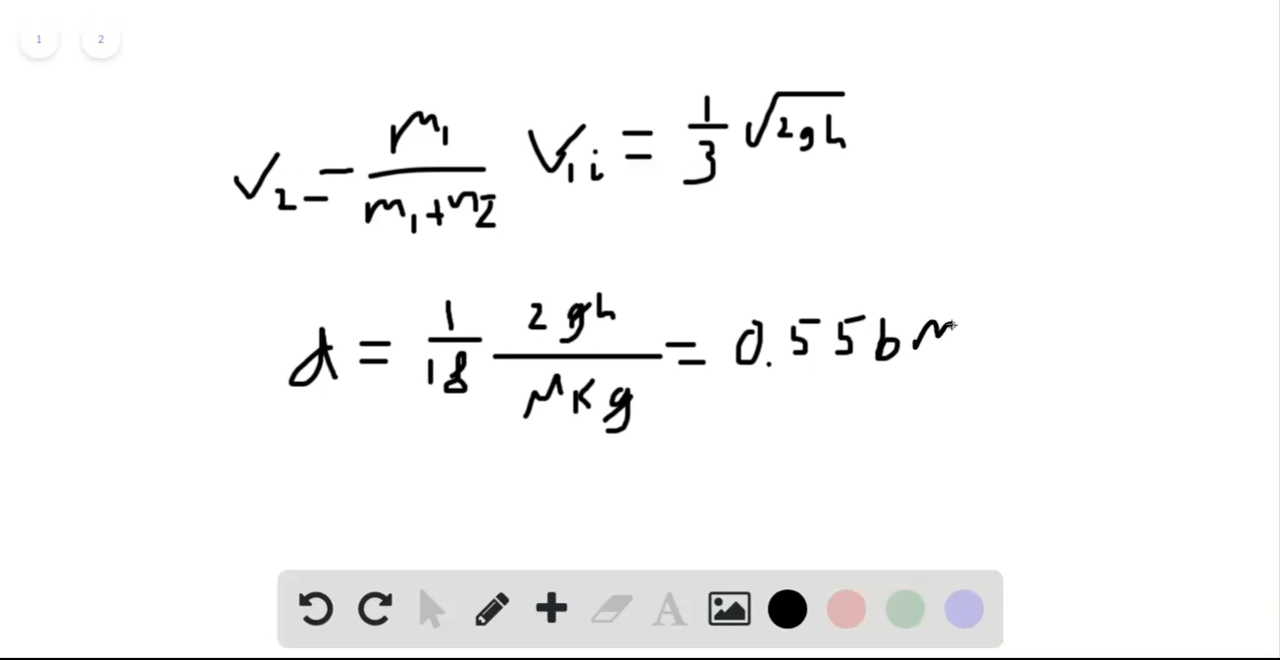 1 2
V₂ = m₁/(m₁+m₂) V₁ᵢ = 1/3 √(2gh)
d = 1/18 2gh/(μₖg) = 0.556m
A